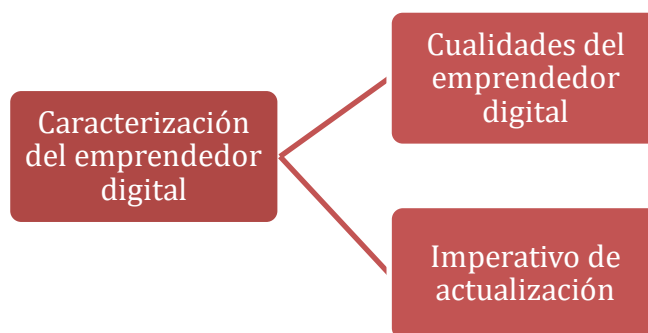 Caracterización
del emprendedor
digital
Cualidades del
emprendedor
digital
Imperativo de
actualización